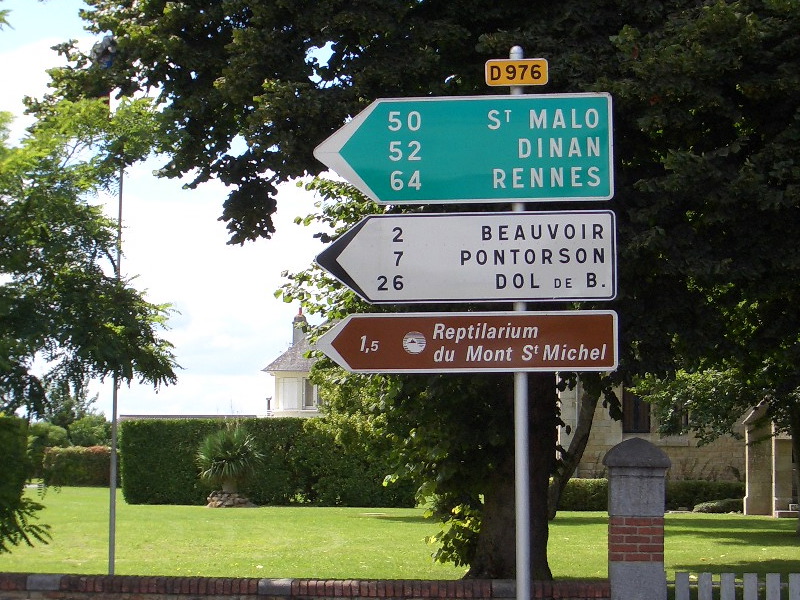 D 976
50 ST MALO
52 DINAN
64 RENNES
2 BEAUVOIR
7 PONTORSON
26 DOL DE B.
1,5 Reptilarium
du Mont St Michel